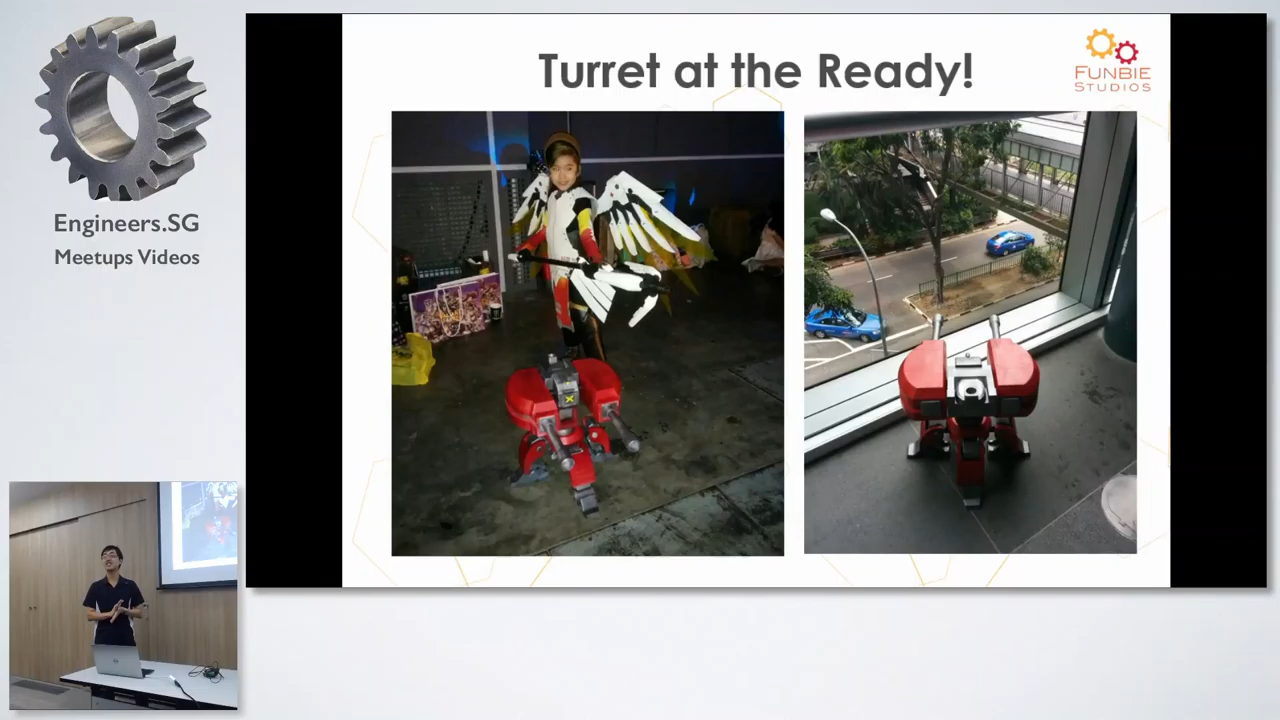 Turret at the Ready!
FUNBIE
STUDIOS
Engineers.SG
Meetups Videos